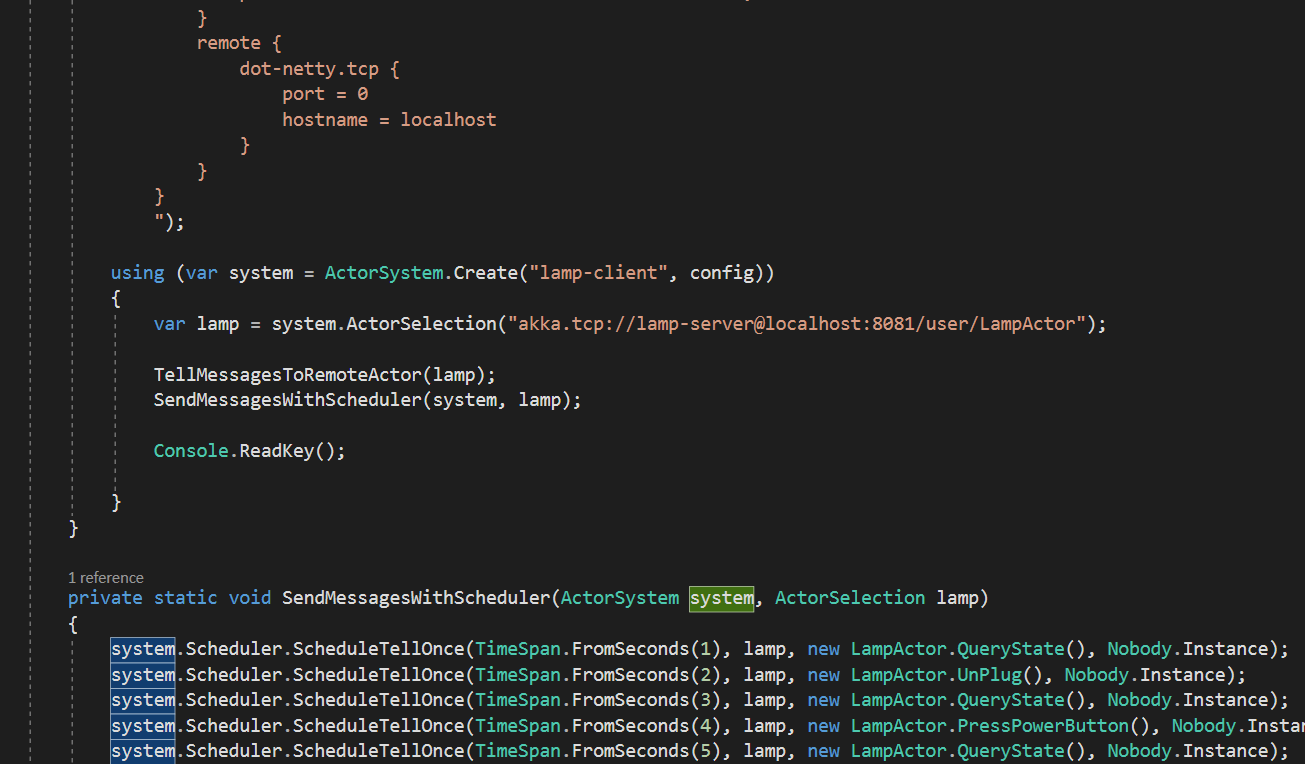 }
remote {
dot-netty.tcp {
port = 0
hostname = localhost
}
}
}
");
using (var system = ActorSystem.Create("lamp-client", config))
{
var lamp = system.ActorSelection("akka.tcp://lamp-server@localhost:8081/user/LampActor");
TellMessagesToRemoteActor(lamp);
SendMessagesWithScheduler(system, lamp);
Console.ReadKey();
}
}
1 reference
private static void SendMessagesWithScheduler(ActorSystem system, ActorSelection lamp)
{
system.Scheduler.ScheduleTellOnce(TimeSpan.FromSeconds(1), lamp, new LampActor.QueryState(), Nobody.Instance);
system.Scheduler.ScheduleTellOnce(TimeSpan.FromSeconds(2), lamp, new LampActor.UnPlug(), Nobody.Instance);
system.Scheduler.ScheduleTellOnce(TimeSpan.FromSeconds(3), lamp, new LampActor.QueryState(), Nobody.Instance);
system.Scheduler.ScheduleTellOnce(TimeSpan.FromSeconds(4), lamp, new LampActor.PressPowerButton(), Nobody.Instan
system.Scheduler.ScheduleTellOnce(TimeSpan.FromSeconds(5), lamp, new LampActor.QueryState(), Nobody.Instance);